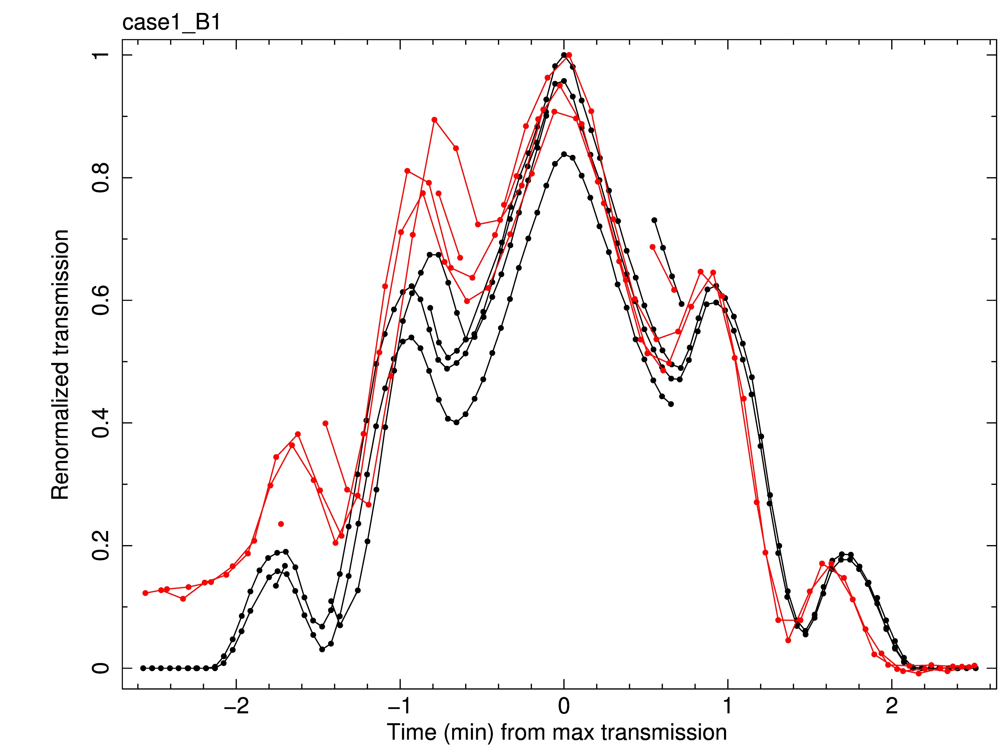 case1_B1
1
0.8
0.6
0.4
0.2
0
Renormalized transmission
−2 −1 0 1 2
Time (min) from max transmission